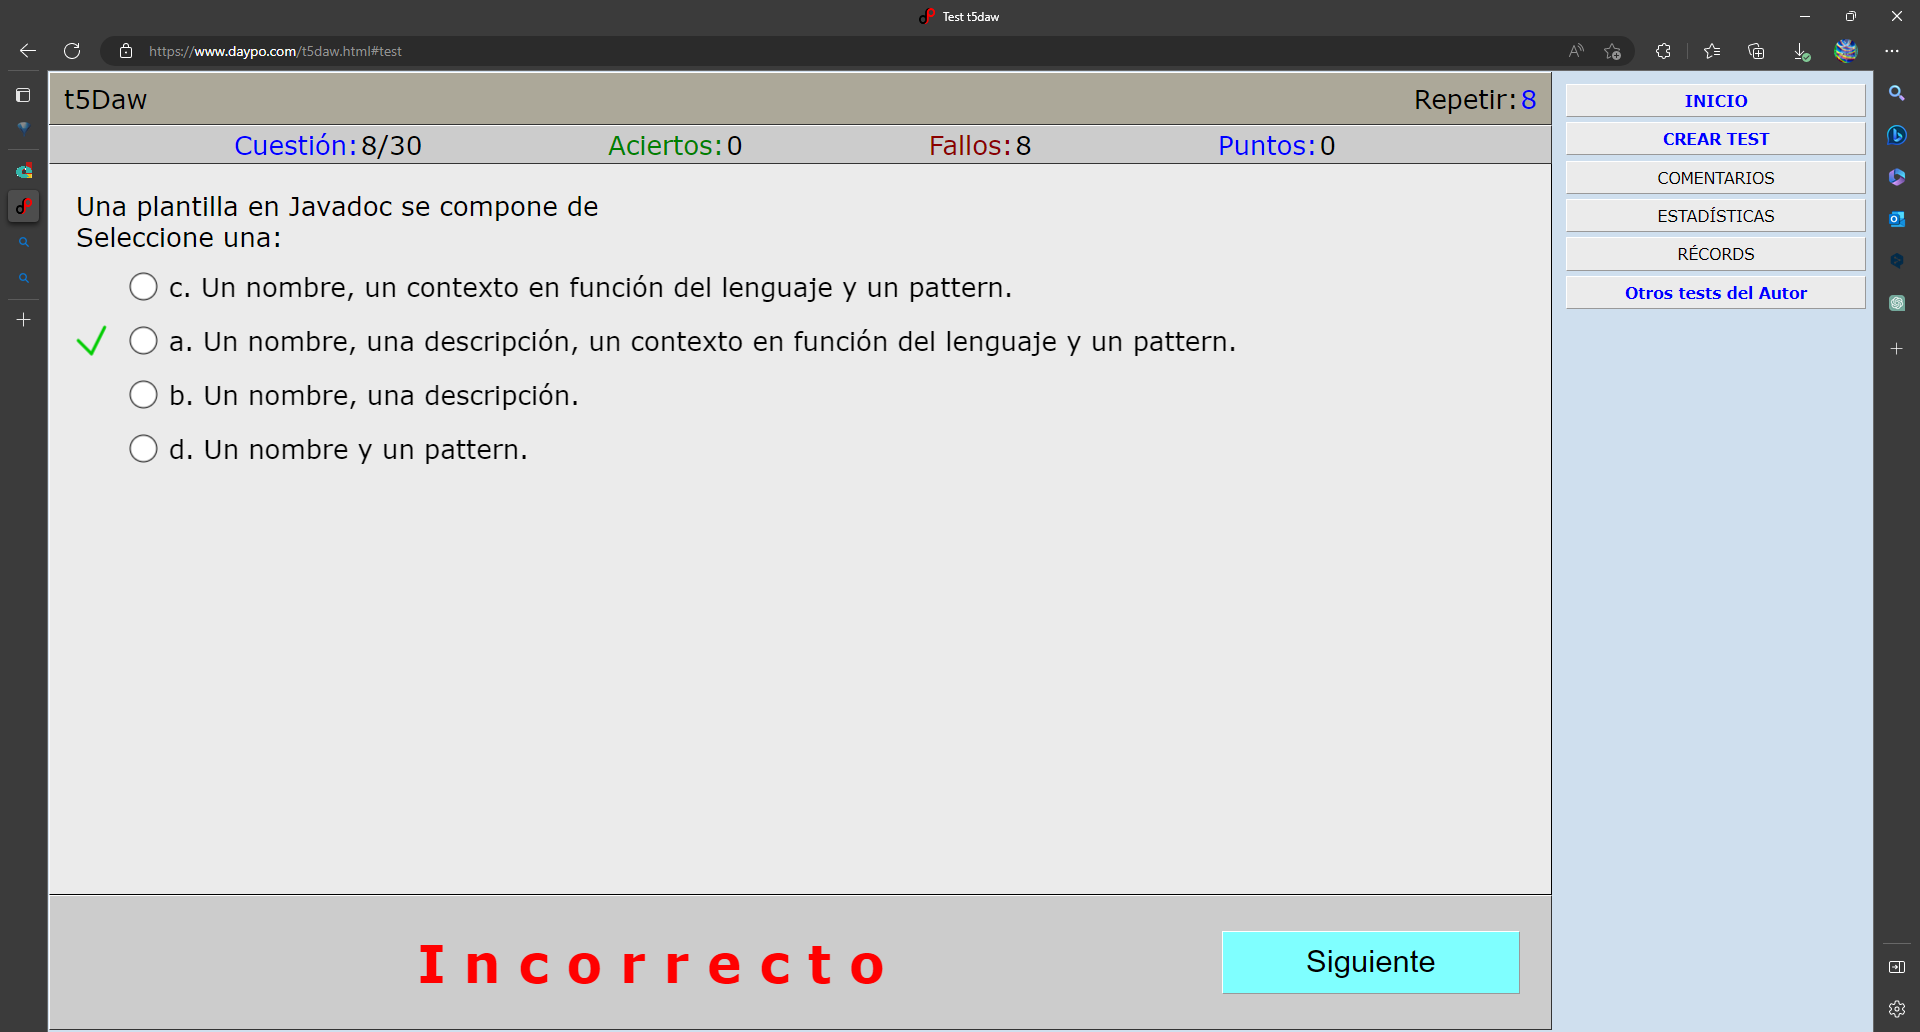 Test t5daw
https://www.daypo.com/t5daw.html#test
t5Daw
Repetir:8
Cuestión:8/30
Aciertos:0
Fallos:8
Puntos:0
Una plantilla en Javadoc se compone de
Seleccione una:
c. Un nombre, un contexto en función del lenguaje y un pattern.
a. Un nombre, una descripción, un contexto en función del lenguaje y un pattern.
b. Un nombre, una descripción.
d. Un nombre y un pattern.
Incorrecto
Siguiente
INICIO
CREAR TEST
COMENTARIOS
ESTADÍSTICAS
RÉCORDS
Otros tests del Autor